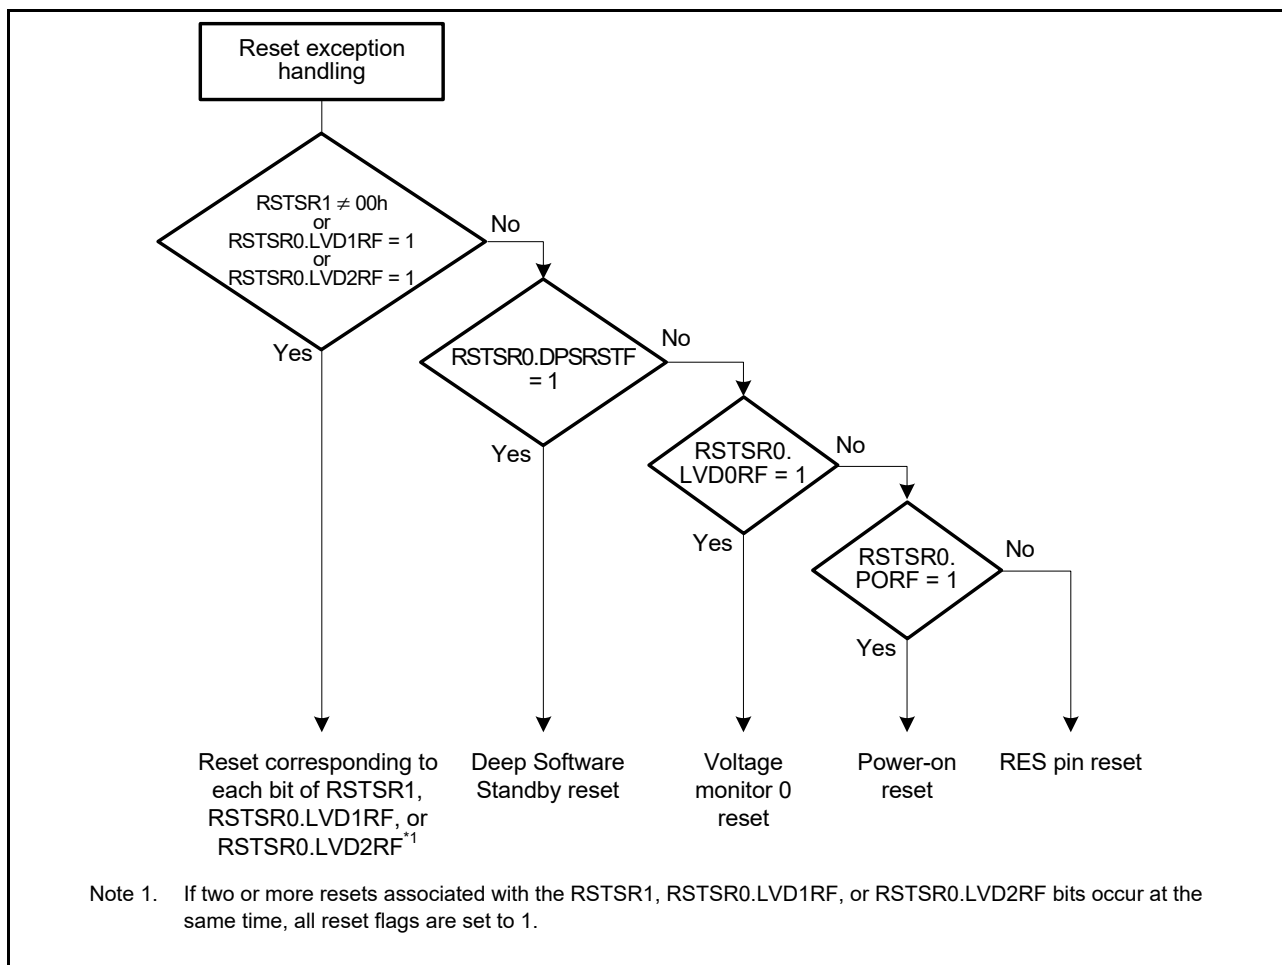 Reset exception
handling
RSTSR1 ≠ 00h
or
RSTSR0.LVD1RF = 1
or
RSTSR0.LVD2RF = 1
No
Yes
RSTSR0.DPSRSTF
= 1
No
Yes
RSTSR0.
LVD0RF = 1
No
Yes
RSTSR0.
PORF = 1
No
Yes
Reset corresponding to
each bit of RSTSR1,
RSTSR0.LVD1RF, or
RSTSR0.LVD2RF*1
Deep Software
Standby reset
Voltage
monitor 0
reset
Power-on
reset
RES pin reset
Note 1. If two or more resets associated with the RSTSR1, RSTSR0.LVD1RF, or RSTSR0.LVD2RF bits occur at the
same time, all reset flags are set to 1.